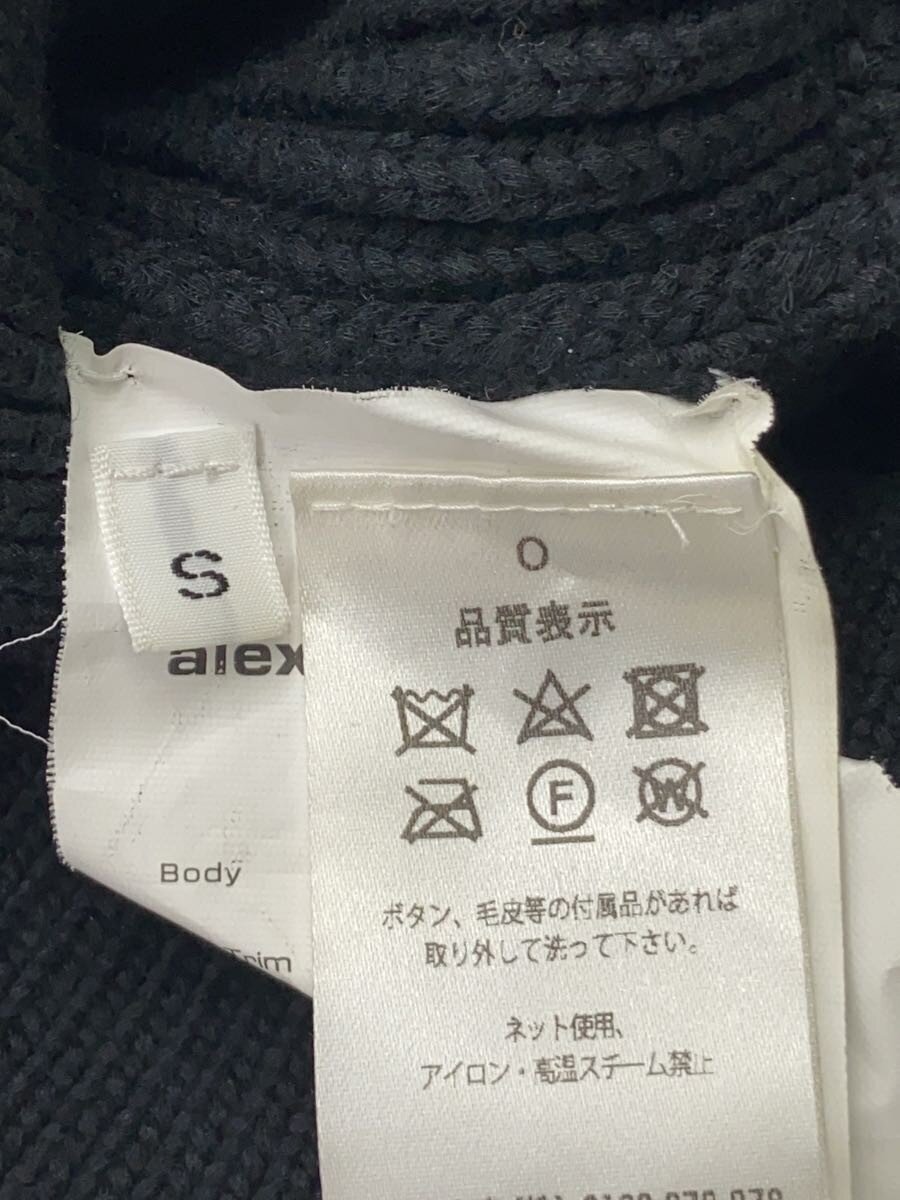 S
alex
Body
Trim
O
品質表示
F
W
ボタン、毛皮等の付属品があれば
取り外して洗って下さい。
ネット使用、
アイロン・高温スチーム禁止